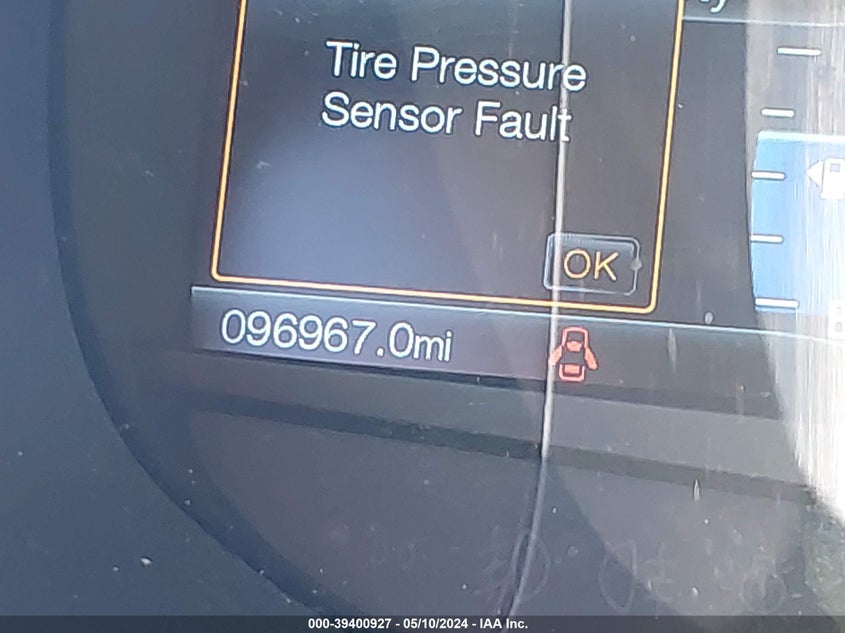 Tire Pressure
Sensor Fault
OK
096967.0mi
000-39400927 - 05/10/2024 - IAA Inc.